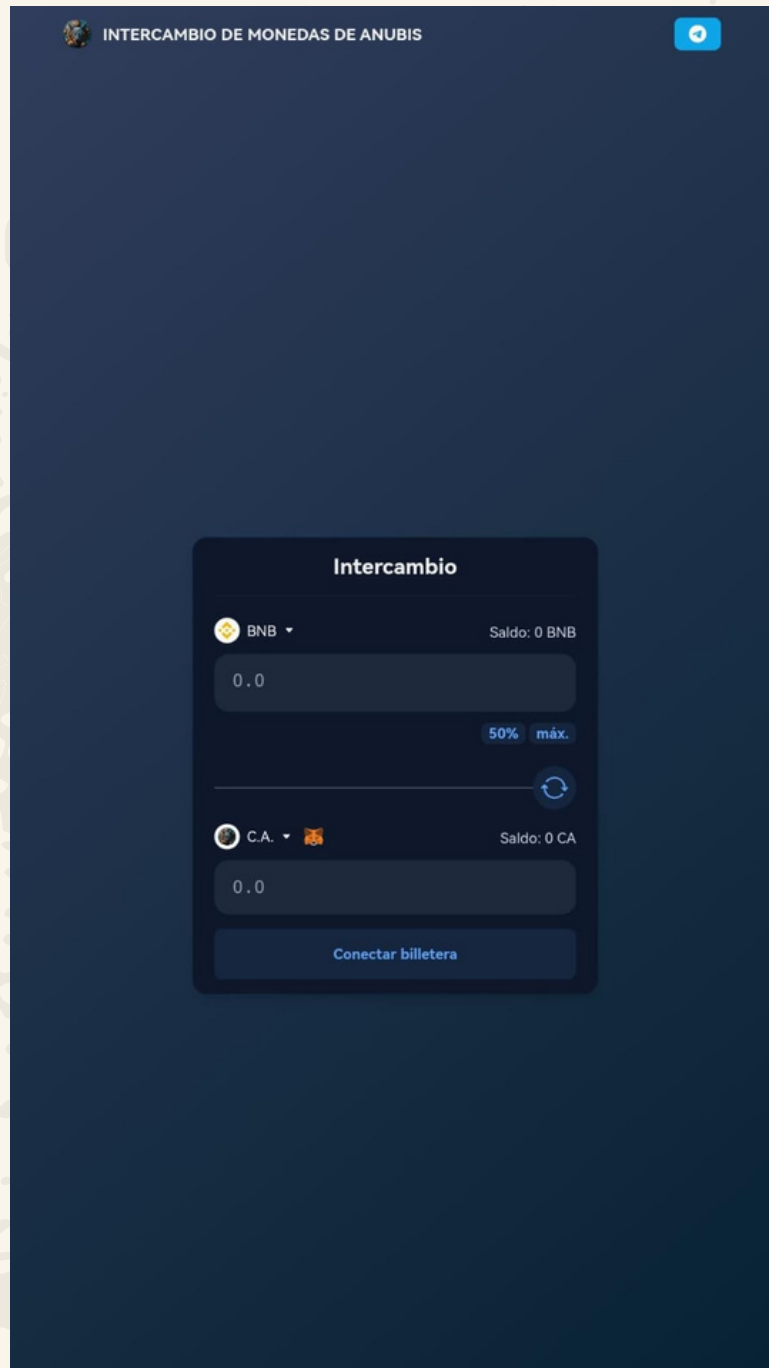 INTERCAMBIO DE MONEDAS DE ANUBIS
Intercambio
BNB Saldo: 0 BNB
0.0
50% máx.
C.A. Saldo: 0 CA
0.0
Conectar billetera